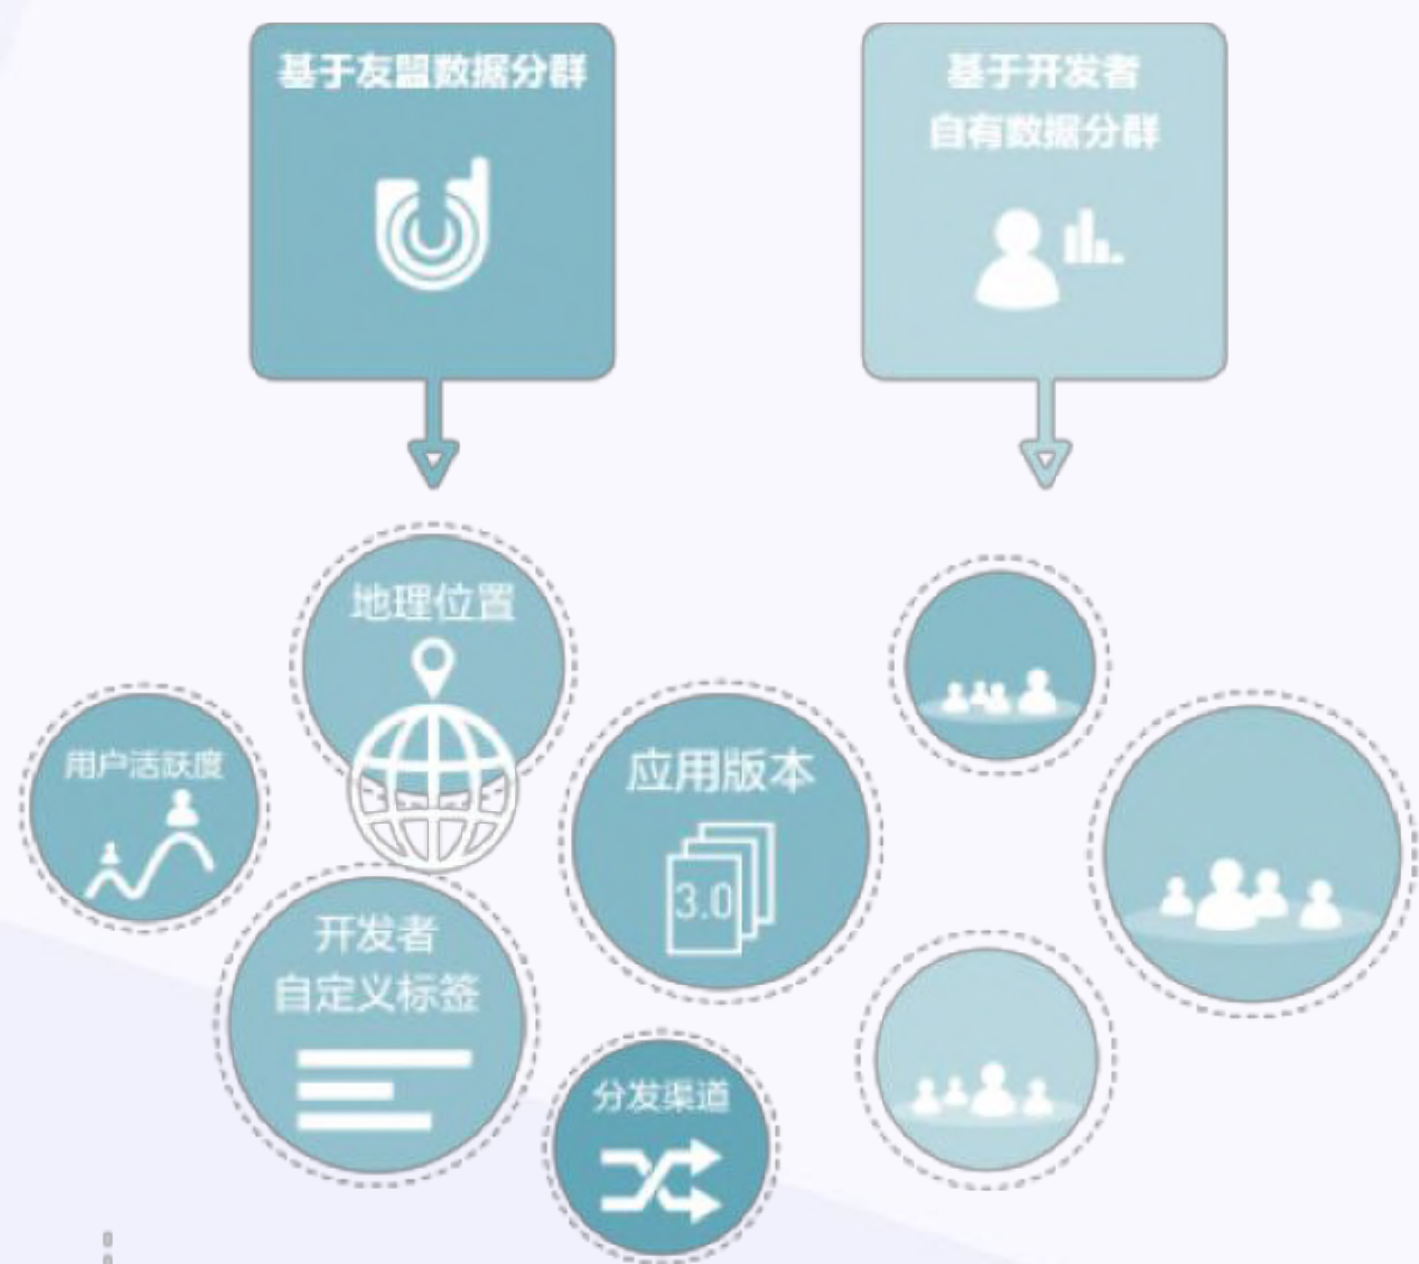 基于友盟数据分群
基于开发者
自有数据分群
地理位置
用户活跃度
应用版本
3.0
开发者
自定义标签
分发渠道